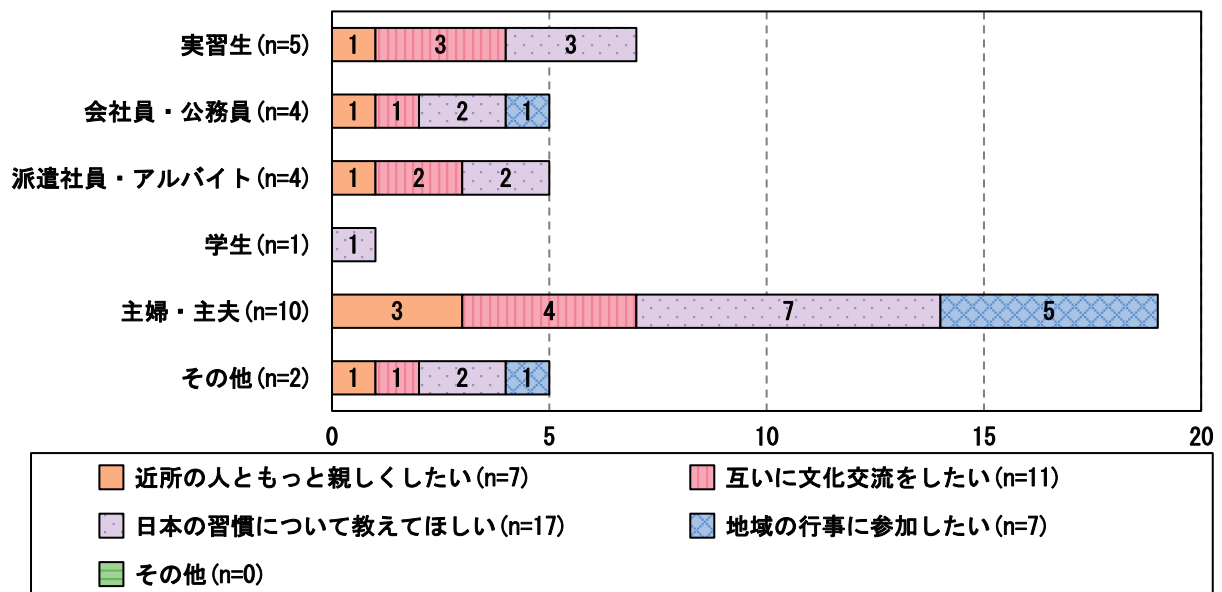 実習生(n=5) 1 3 3
会社員・公務員(n=4) 1 1 2 1
派遣社員・アルバイト(n=4) 1 2 2
学生(n=1) 1
主婦・主夫(n=10) 3 4 7 5
その他(n=2) 1 1 2 1
0 5 10 15 20
近所の人ともっと親しくしたい(n=7) 互いに文化交流をしたい(n=11)
日本の習慣について教えてほしい(n=17) 地域の行事に参加したい(n=7)
その他(n=0)